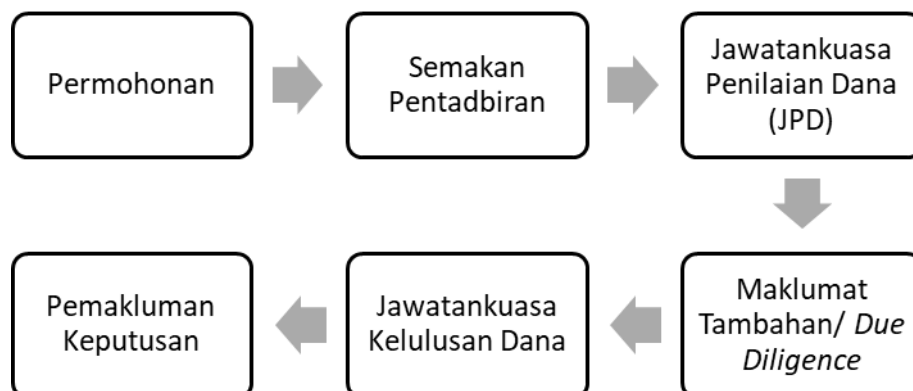 Permohonan
Semakan
Pentadbiran
Jawatankuasa
Penilaian Dana
(JPD)
Maklumat
Tambahan/ Due
Diligence
Jawatankuasa
Kelulusan Dana
Pemakluman
Keputusan